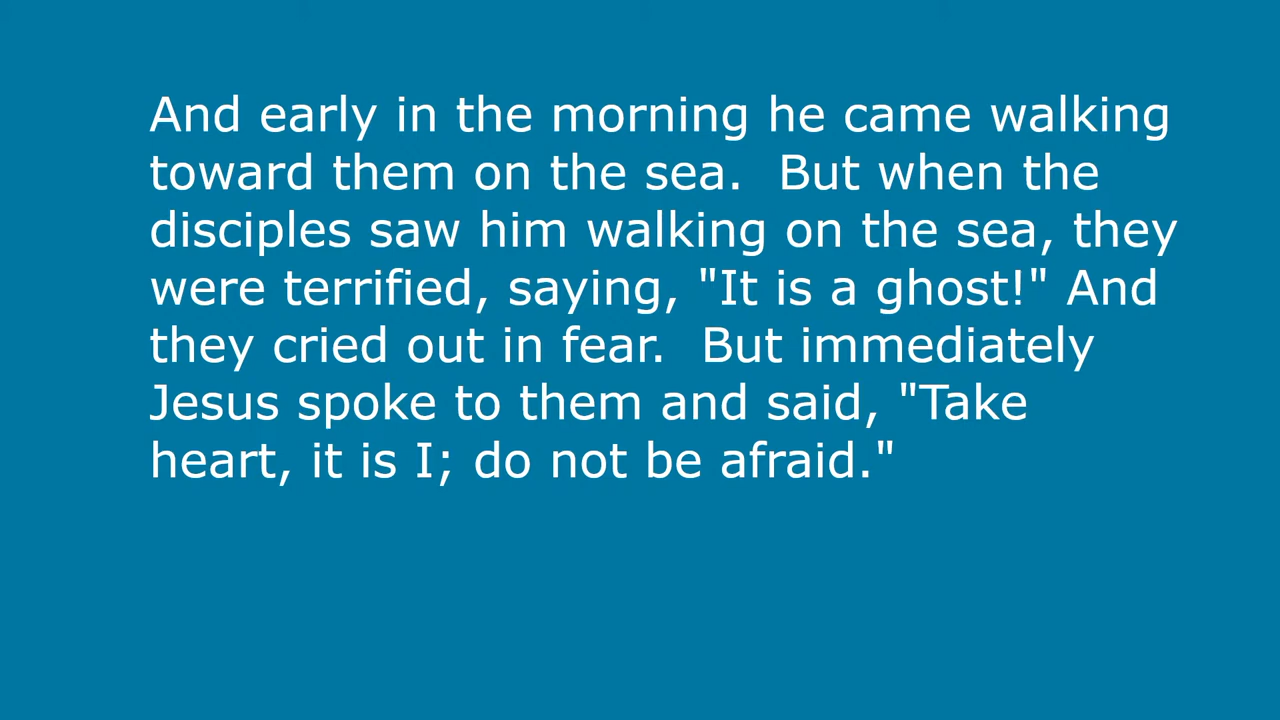 And early in the morning he came walking
toward them on the sea.  But when the
disciples saw him walking on the sea, they
were terrified, saying, "It is a ghost!" And
they cried out in fear.  But immediately
Jesus spoke to them and said, "Take
heart, it is I; do not be afraid."